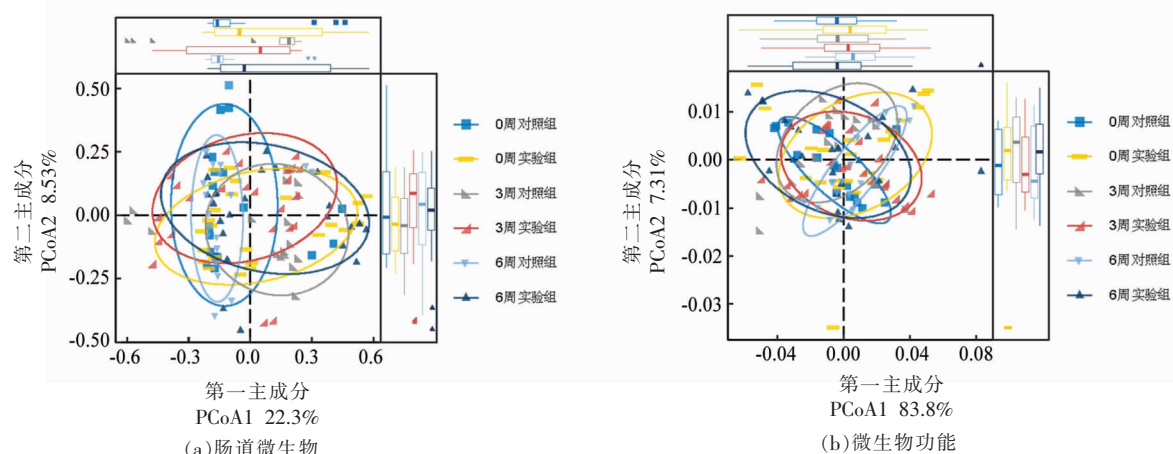 0.50
0.25
0.00
-0.25
-0.50
第二主成分
PCoA2 8.53%
-0.6
-0.3
0.0
0.3
0.6
第一主成分
PCoA1 22.3%
(a)肠道微生物
0周对照组
0周实验组
3周对照组
3周实验组
6周对照组
6周实验组
0.01
0.00
-0.01
-0.02
-0.03
第二主成分
PCoA2 7.31%
-0.04
0.00
0.04
0.08
第一主成分
PCoA1 83.8%
(b)微生物功能
0周对照组
0周实验组
3周对照组
3周实验组
6周对照组
6周实验组